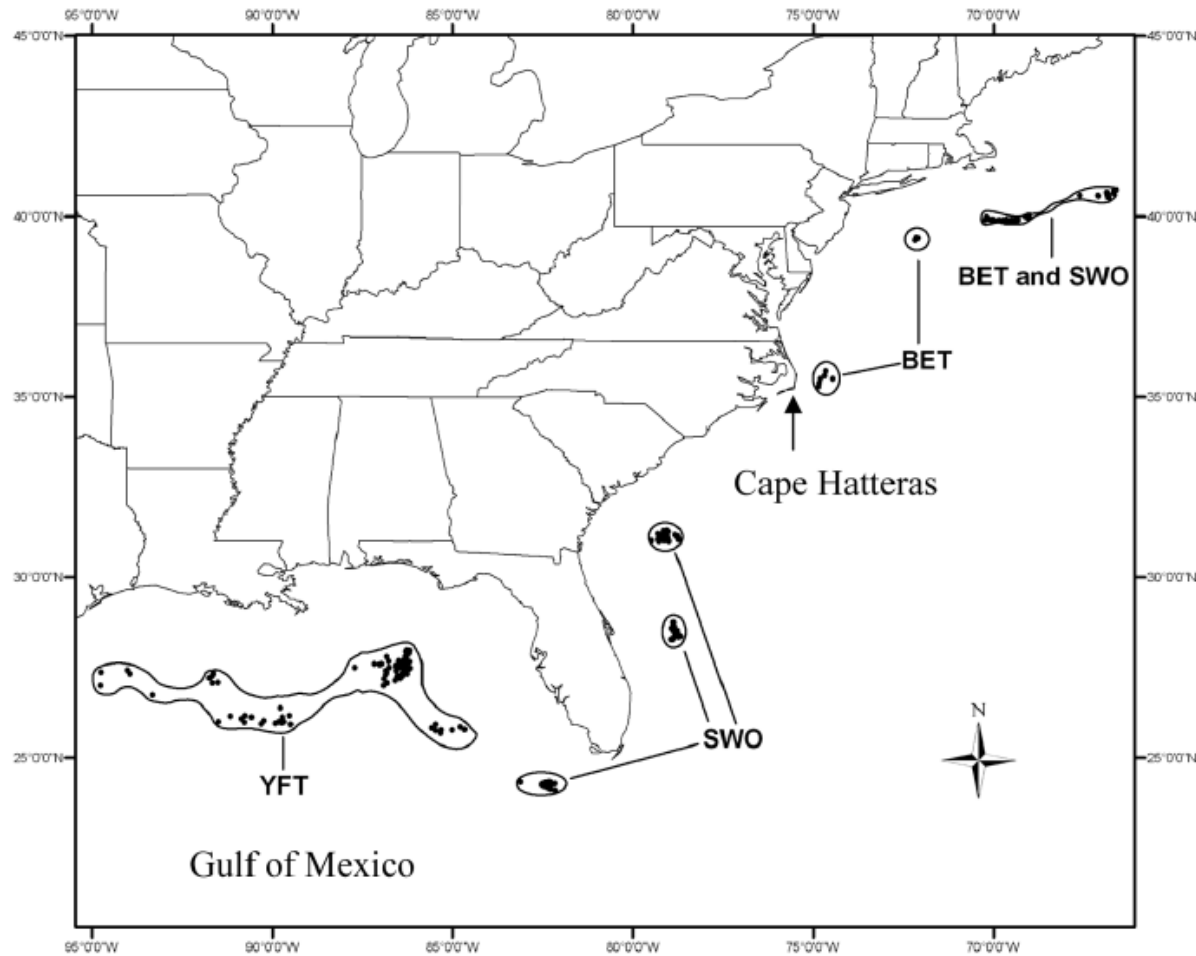 95°0'0"W 90°0'0"W 85°0'0"W 80°0'0"W 75°0'0"W 70°0'0"W
45°0'0"N 45°0'0"N
40°0'0"N 40°0'0"N
BET and SWO
BET
35°0'0"N 35°0'0"N
Cape Hatteras
30°0'0"N 30°0'0"N
N
SWO
25°0'0"N 25°0'0"N
YFT
Gulf of Mexico
95°0'0"W 90°0'0"W 85°0'0"W 80°0'0"W 75°0'0"W 70°0'0"W